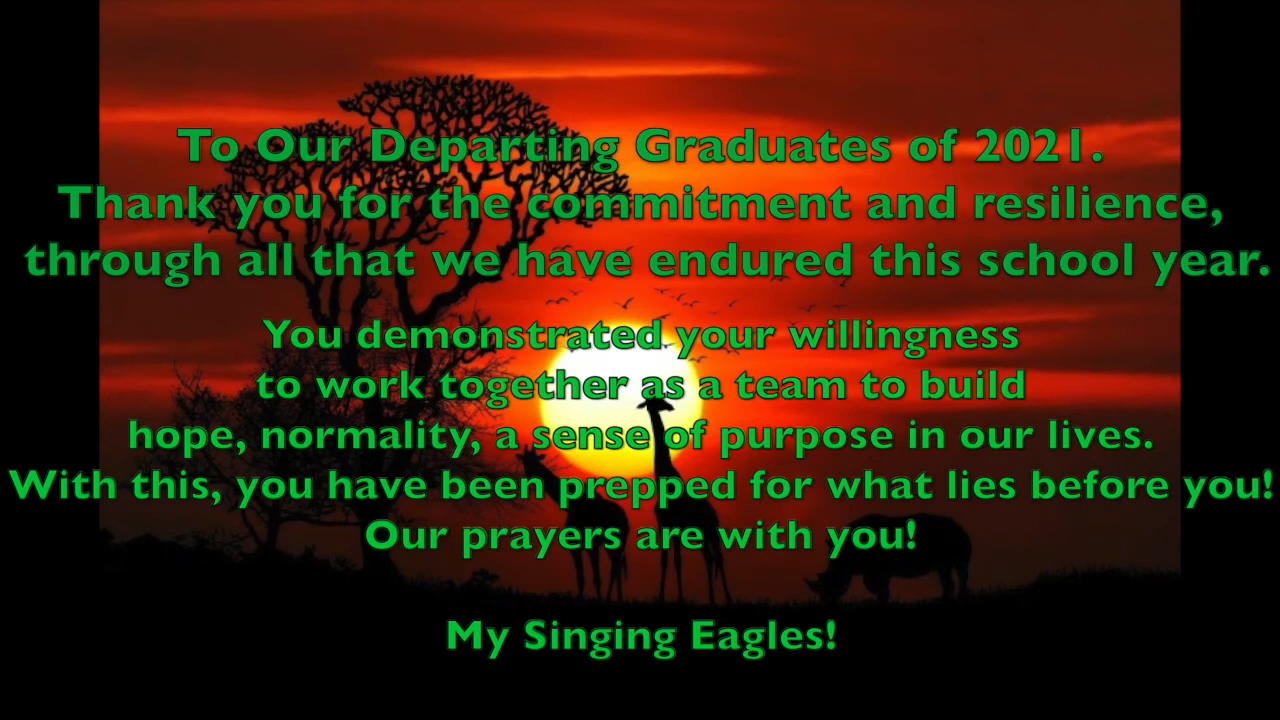 To Our Departing Graduates of 2021.
Thank you for the commitment and resilience,
through all that we have endured this school year.
You demonstrated your willingness
to work together as a team to build
hope, normality, a sense of purpose in our lives.
With this, you have been prepped for what lies before you!
Our prayers are with you!
My Singing Eagles!